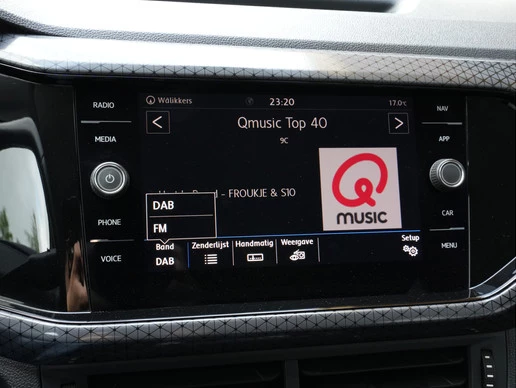 RADIO
MEDIA
PHONE
VOICE
Wâlikkers
23:20
17.0°C
Qmusic Top 40
9C
- FROUKJE & S10
Q
MUSIC
DAB
FM
Band
DAB
Zenderlijst
Handmatig
Weergave
Setup
NAV
APP
CAR
MENU